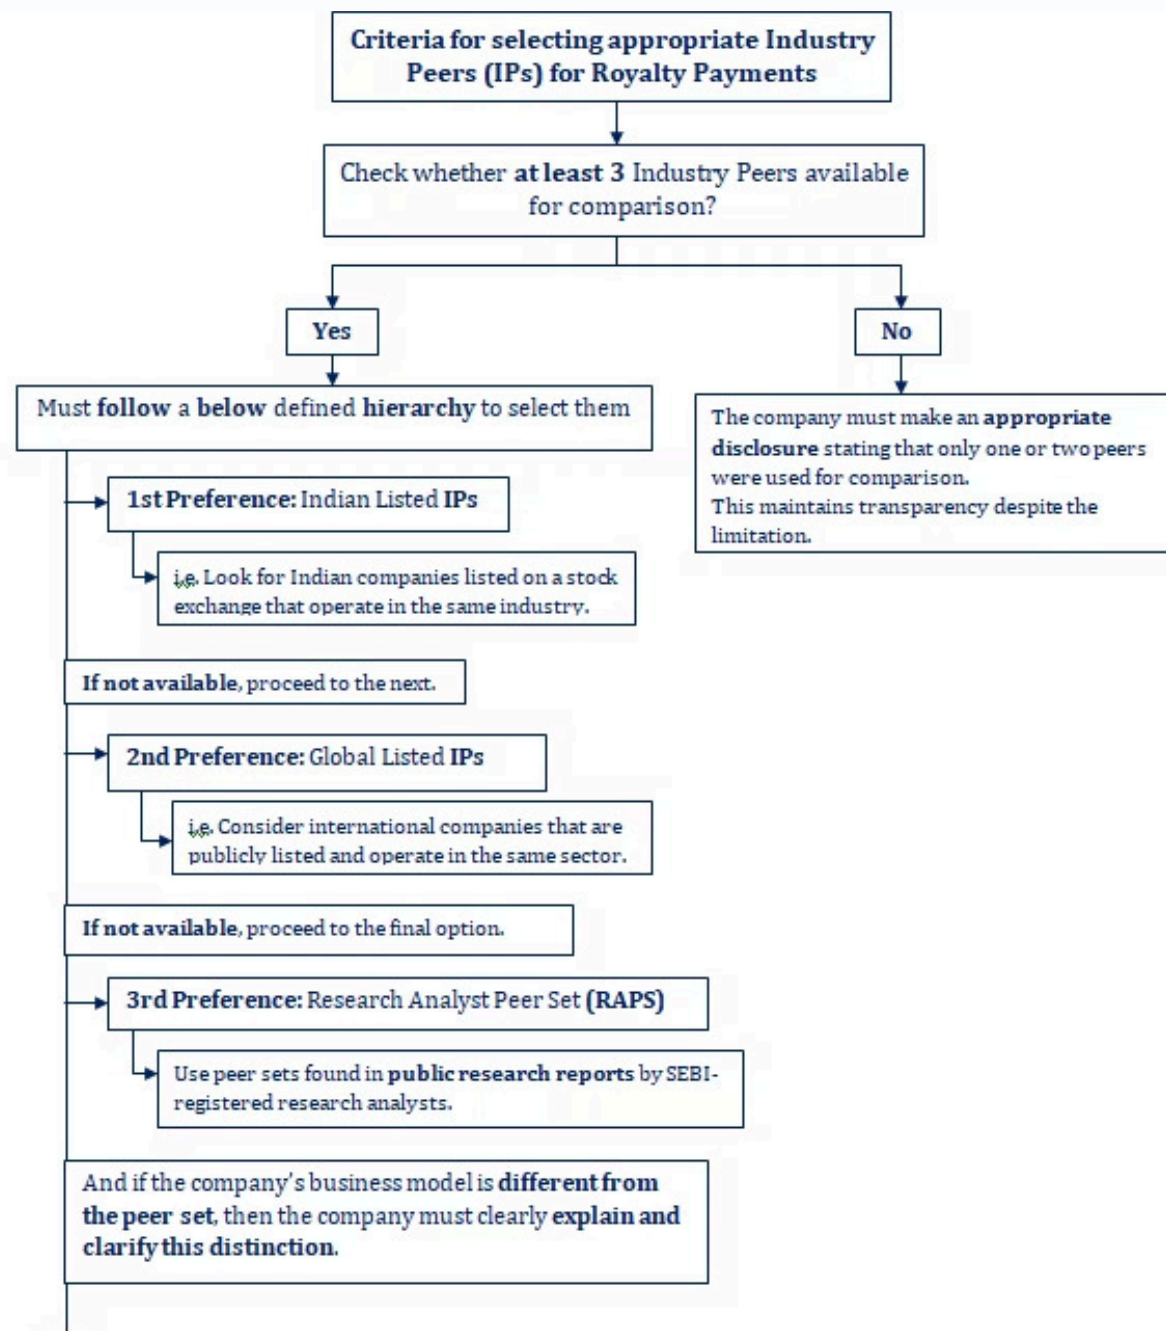 Criteria for selecting appropriate Industry
Peers (IPs) for Royalty Payments
Check whether at least 3 Industry Peers available
for comparison?
Yes
No
Must follow a below defined hierarchy to select them
The company must make an appropriate
disclosure stating that only one or two peers
were used for comparison.
This maintains transparency despite the
limitation.
1st Preference: Indian Listed IPs
i.e. Look for Indian companies listed on a stock
exchange that operate in the same industry.
If not available, proceed to the next.
2nd Preference: Global Listed IPs
i.e. Consider international companies that are
publicly listed and operate in the same sector.
If not available, proceed to the final option.
3rd Preference: Research Analyst Peer Set (RAPS)
Use peer sets found in public research reports by SEBI-
registered research analysts.
And if the company's business model is different from
the peer set, then the company must clearly explain and
clarify this distinction.